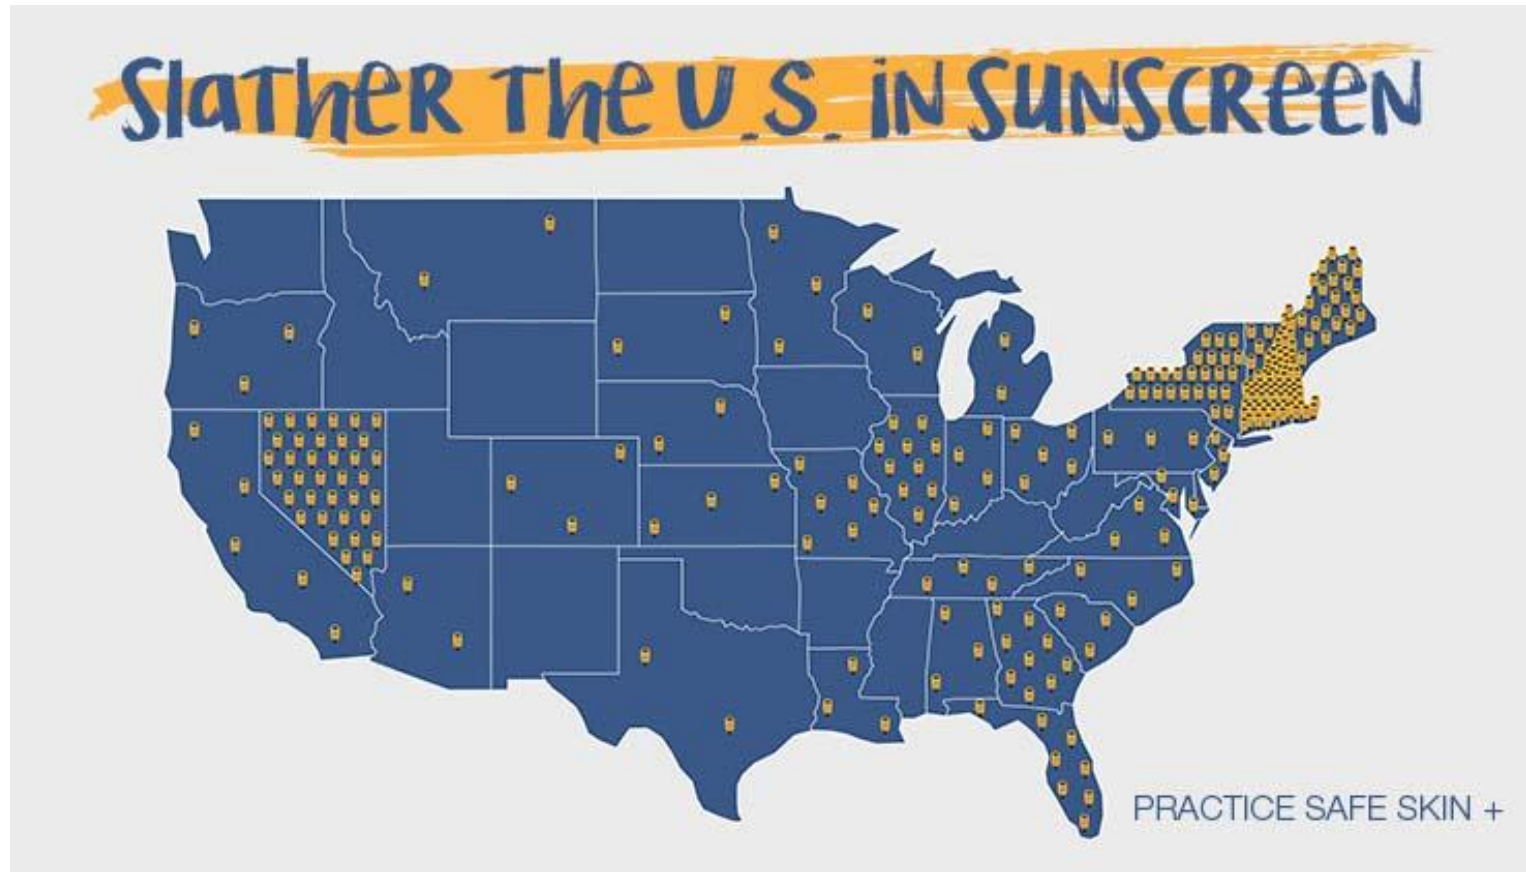 SlaTHeR THe U.S. iN SUNSCReeN
PRACTICE SAFE SKIN +